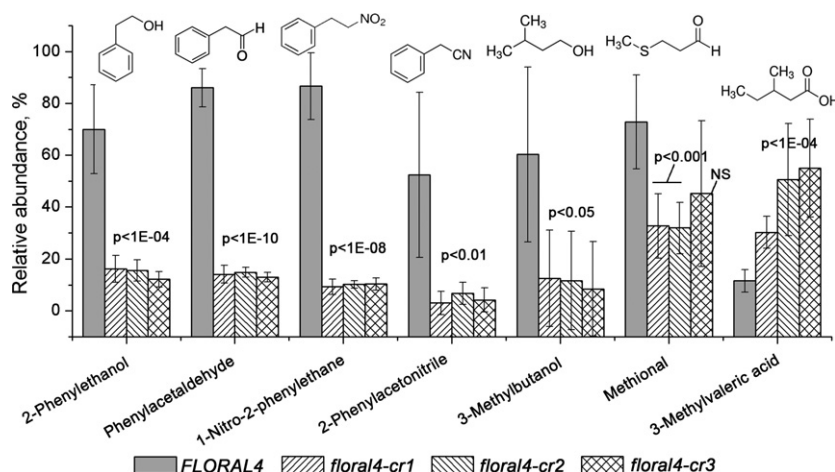 OH
H
O
NO₂
CN
CH₃
H₃C
OH
H₃C
S
H
O
CH₃
H₃C
O
OH
Relative abundance, %
100
80
60
40
20
0
p<1E-04
p<1E-10
p<1E-08
p<0.01
p<0.05
p<0.001
NS
p<1E-04
2-Phenylethanol
Phenylacetaldehyde
1-Nitro-2-phenylethane
2-Phenylacetonitrile
3-Methylbutanol
Methional
3-Methylvaleric acid
FLORAL4 floral4-cr1 floral4-cr2 floral4-cr3